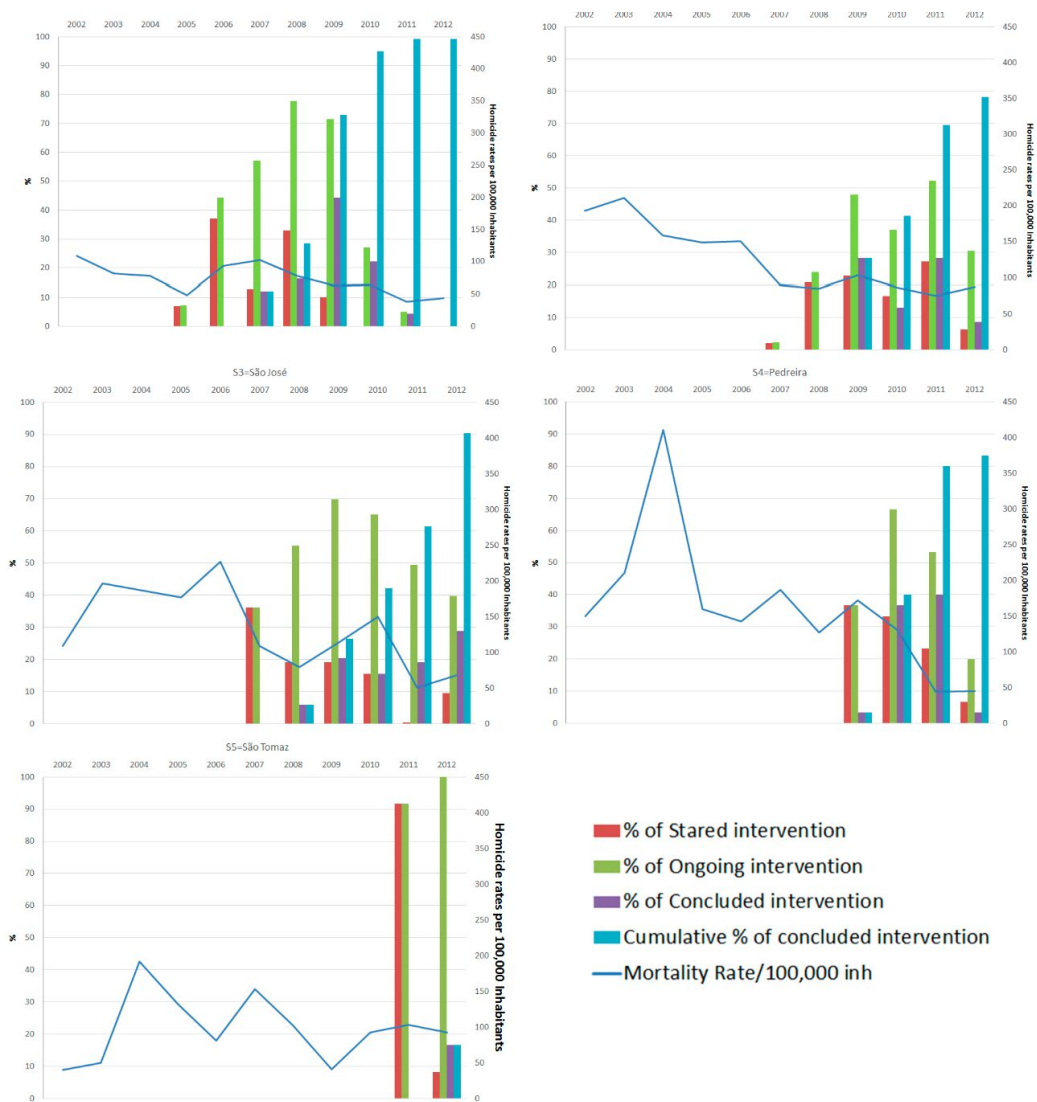 2002 2003 2004 2005 2006 2007 2008 2009 2010 2011 2012
100 90 80 70 60 50 40 30 20 10 0
%
450 400 350 300 250 200 150 100 50 0
Homicide rates per 100,000 Inhabitants
2002 2003 2004 2005 2006 2007 2008 2009 2010 2011 2012
100 90 80 70 60 50 40 30 20 10 0
%
450 400 350 300 250 200 150 100 50 0
Homicide rates per 100,000 Inhabitants
S3=São José
2002 2003 2004 2005 2006 2007 2008 2009 2010 2011 2012
100 90 80 70 60 50 40 30 20 10 0
%
450 400 350 300 250 200 150 100 50 0
Homicide rates per 100,000 Inhabitants
S4=Pedreira
2002 2003 2004 2005 2006 2007 2008 2009 2010 2011 2012
100 90 80 70 60 50 40 30 20 10 0
%
450 400 350 300 250 200 150 100 50 0
Homicide rates per 100,000 Inhabitants
S5=São Tomaz
2002 2003 2004 2005 2006 2007 2008 2009 2010 2011 2012
100 90 80 70 60 50 40 30 20 10 0
%
450 400 350 300 250 200 150 100 50 0
Homicide rates per 100,000 Inhabitants
% of Stared intervention
% of Ongoing intervention
% of Concluded intervention
Cumulative % of concluded intervention
Mortality Rate/100,000 inh